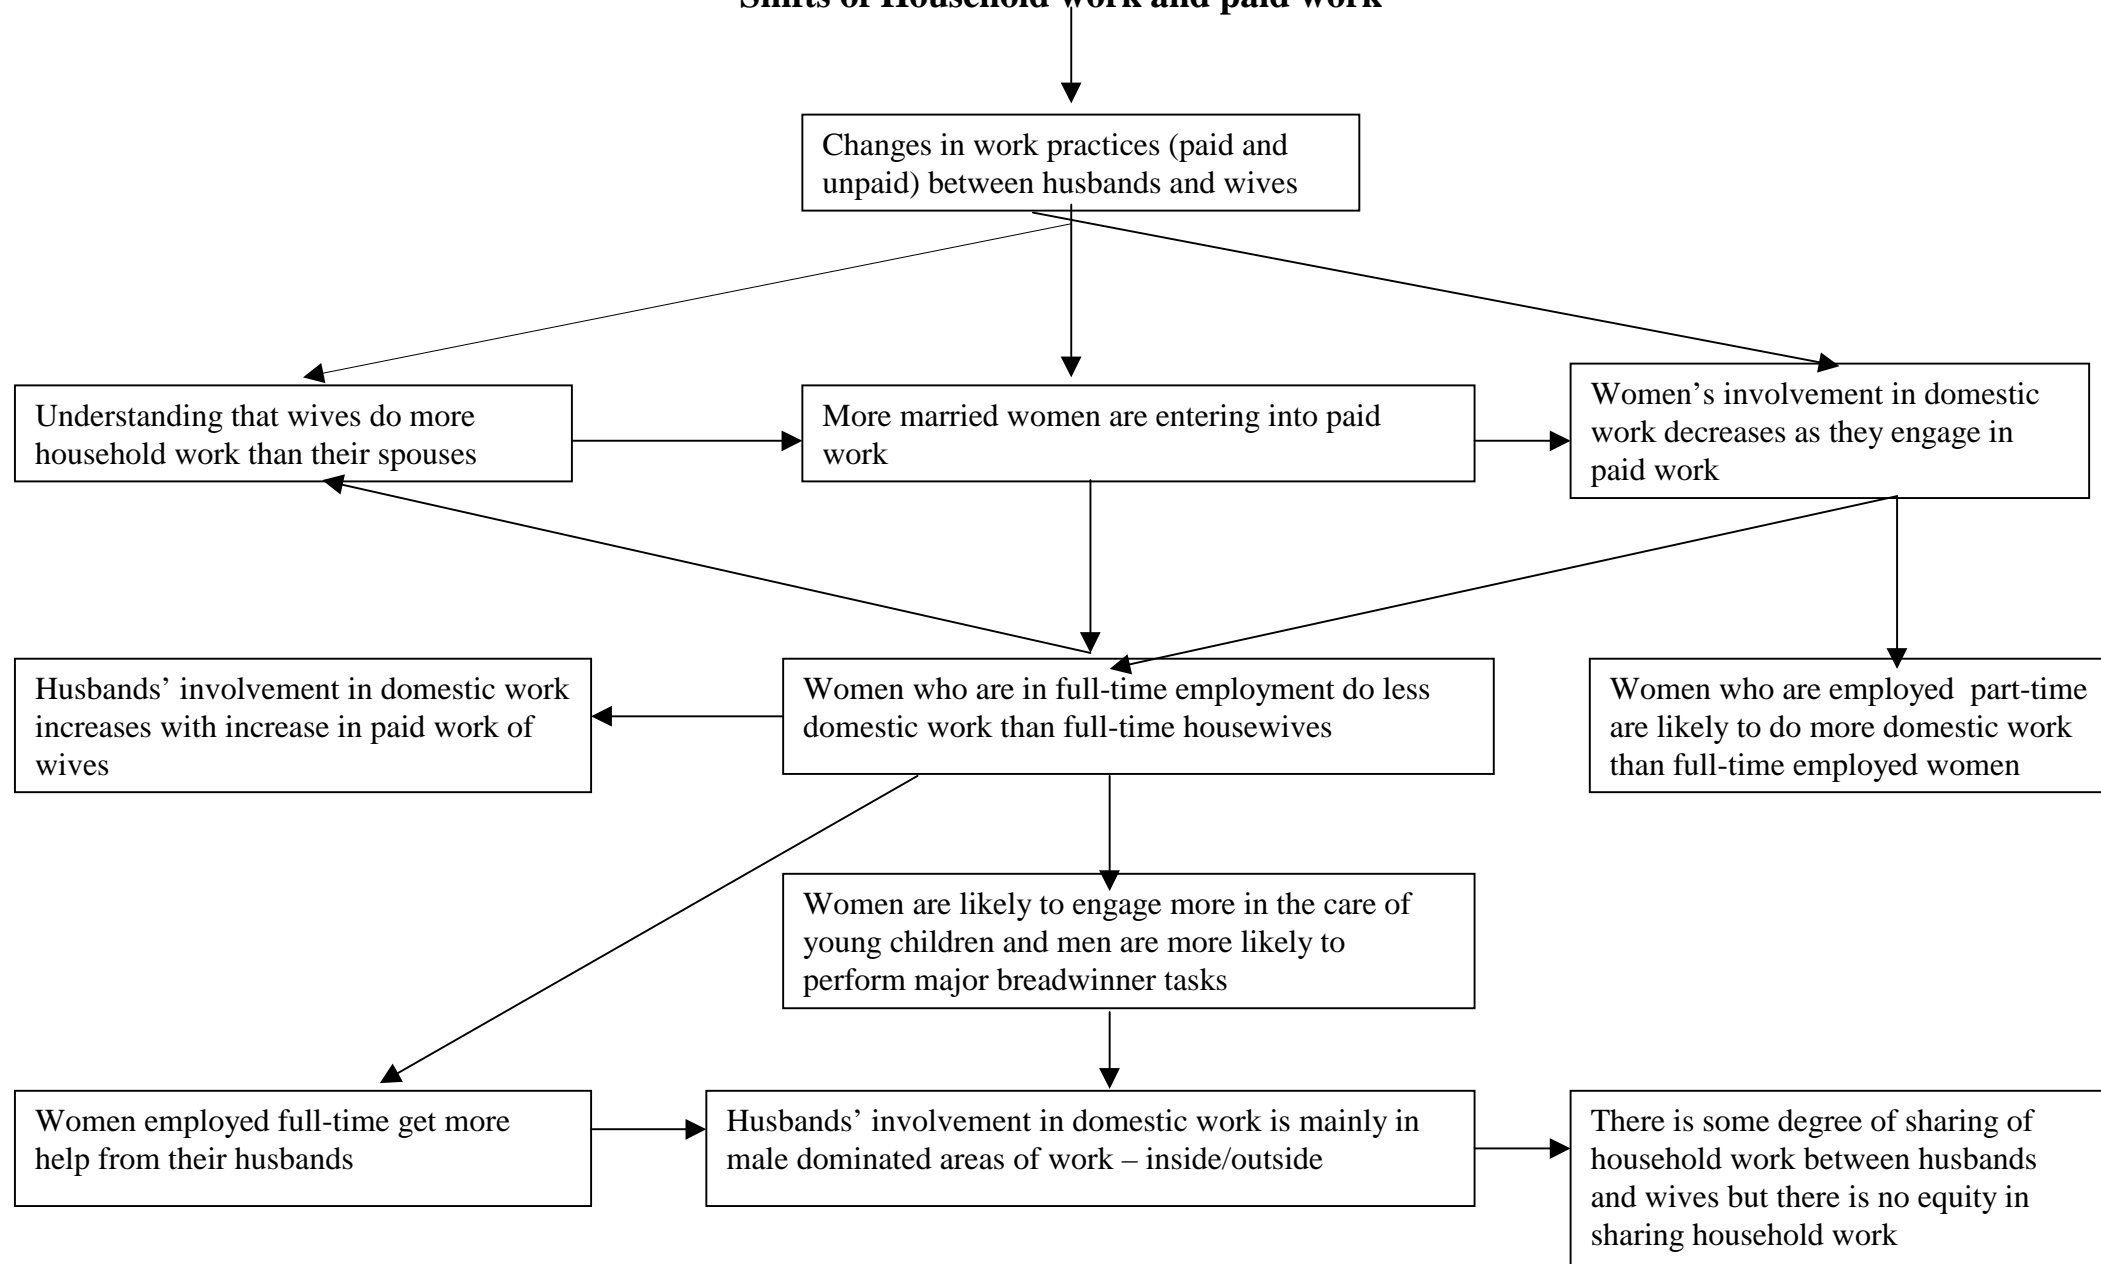 Shifts of Household work and paid work
Changes in work practices (paid and
unpaid) between husbands and wives
Understanding that wives do more
household work than their spouses
More married women are entering into paid
work
Women’s involvement in domestic
work decreases as they engage in
paid work
Husbands’ involvement in domestic work
increases with increase in paid work of
wives
Women who are in full-time employment do less
domestic work than full-time housewives
Women who are employed  part-time
are likely to do more domestic work
than full-time employed women
Women are likely to engage more in the care of
young children and men are more likely to
perform major breadwinner tasks
Women employed full-time get more
help from their husbands
Husbands’ involvement in domestic work is mainly in
male dominated areas of work – inside/outside
There is some degree of sharing of
household work between husbands
and wives but there is no equity in
sharing household work